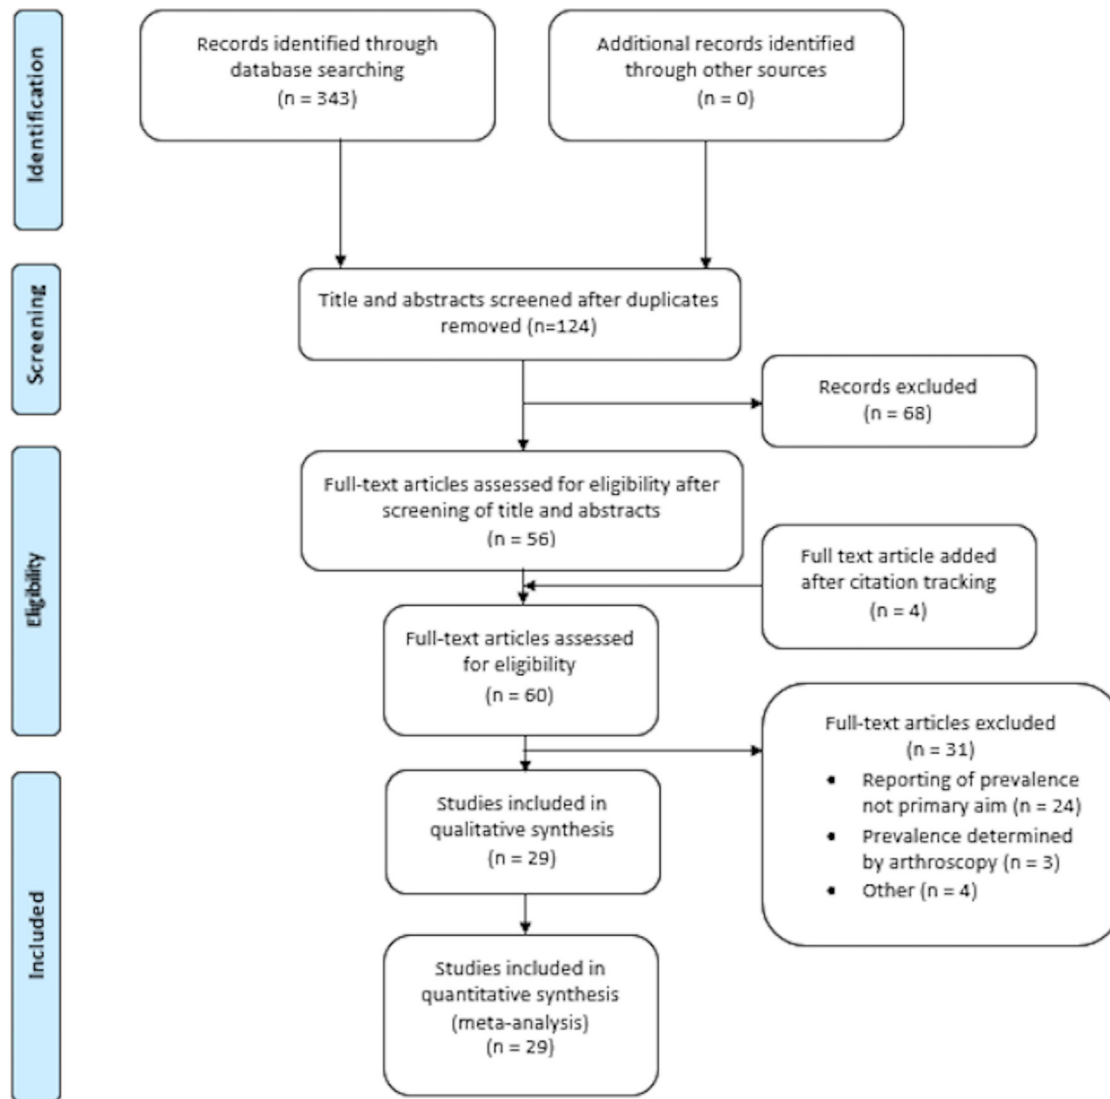 Identification
Records identified through
database searching
(n = 343)
Additional records identified
through other sources
(n = 0)
Screening
Title and abstracts screened after duplicates
removed (n=124)
Records excluded
(n = 68)
Eligibility
Full-text articles assessed for eligibility after
screening of title and abstracts
(n = 56)
Full text article added
after citation tracking
(n = 4)
Full-text articles assessed
for eligibility
(n = 60)
Full-text articles excluded
(n = 31)
• Reporting of prevalence
not primary aim (n = 24)
• Prevalence determined
by arthroscopy (n = 3)
• Other (n = 4)
Included
Studies included in
qualitative synthesis
(n = 29)
Studies included in
quantitative synthesis
(meta-analysis)
(n = 29)